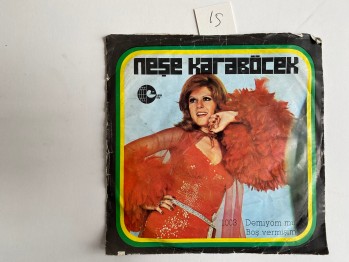 15
neşe karaböcek
Demiyom mu
Boş vermişim